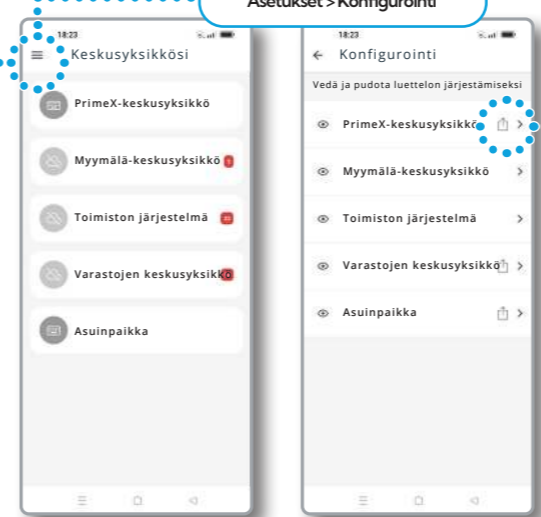 Asetukset > Konfigurointi
18:23
Keskusyksikkösi
PrimeX-keskusyksikkö
Myymälä-keskusyksikkö
Toimiston järjestelmä
Varastojen keskusyksikkö
Asuinpaikka
18:23
Konfigurointi
Vedä ja pudota luettelon järjestämiseksi
PrimeX-keskusyksikkö
Myymälä-keskusyksikkö
Toimiston järjestelmä
Varastojen keskusyksikkö
Asuinpaikka